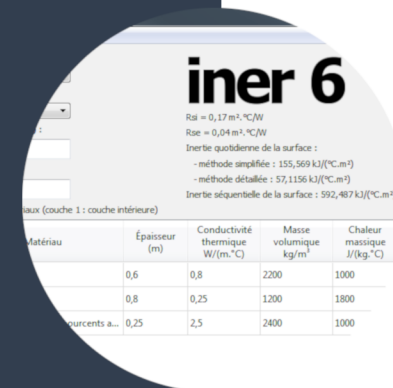 iner 6
Rsi = 0,17 m².°C/W
Rse = 0,04 m².°C/W
Inertie quotidienne de la surface :
- méthode simplifiée : 155,569 kJ/(°C.m²)
- méthode détaillée : 57,1156 kJ/(°C.m²)
Inertie séquentielle de la surface : 592,487 kJ/(°C.m²
(couche 1 : couche intérieure)
Matériau Épaisseur (m) Conductivité thermique W/(m.°C) Masse volumique kg/m³ Chaleur massique J/(kg.°C)
0,6 0,8 2200 1000
0,8 0,25 1200 1800
ourcents a... 0,25 2,5 2400 1000